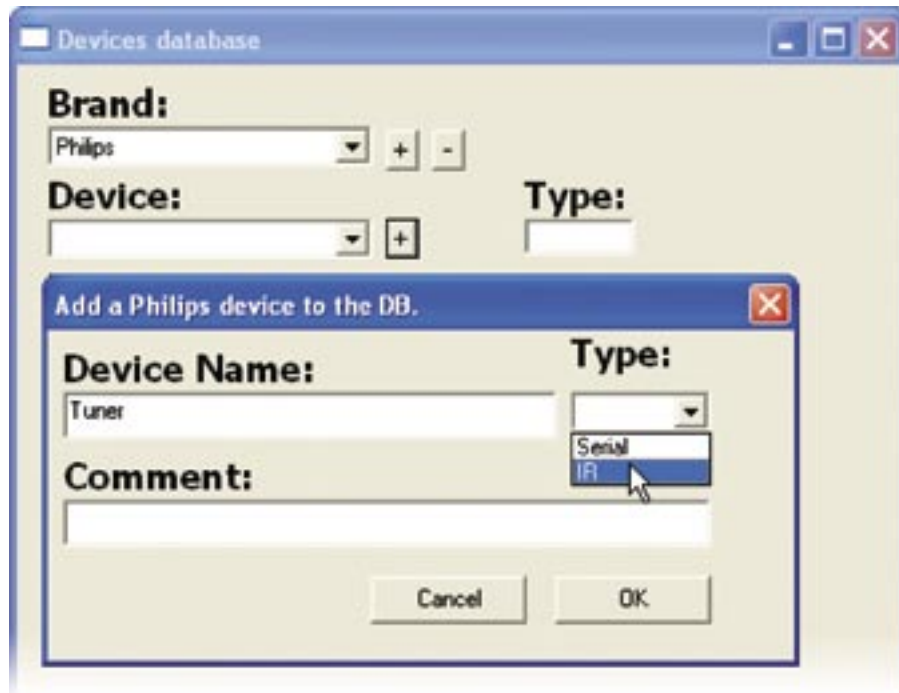 Devices database
Brand:
Philips
+ -
Device: Type:
+
Add a Philips device to the DB.
Device Name: Type:
Tuner
Serial
IR
Comment:
Cancel OK